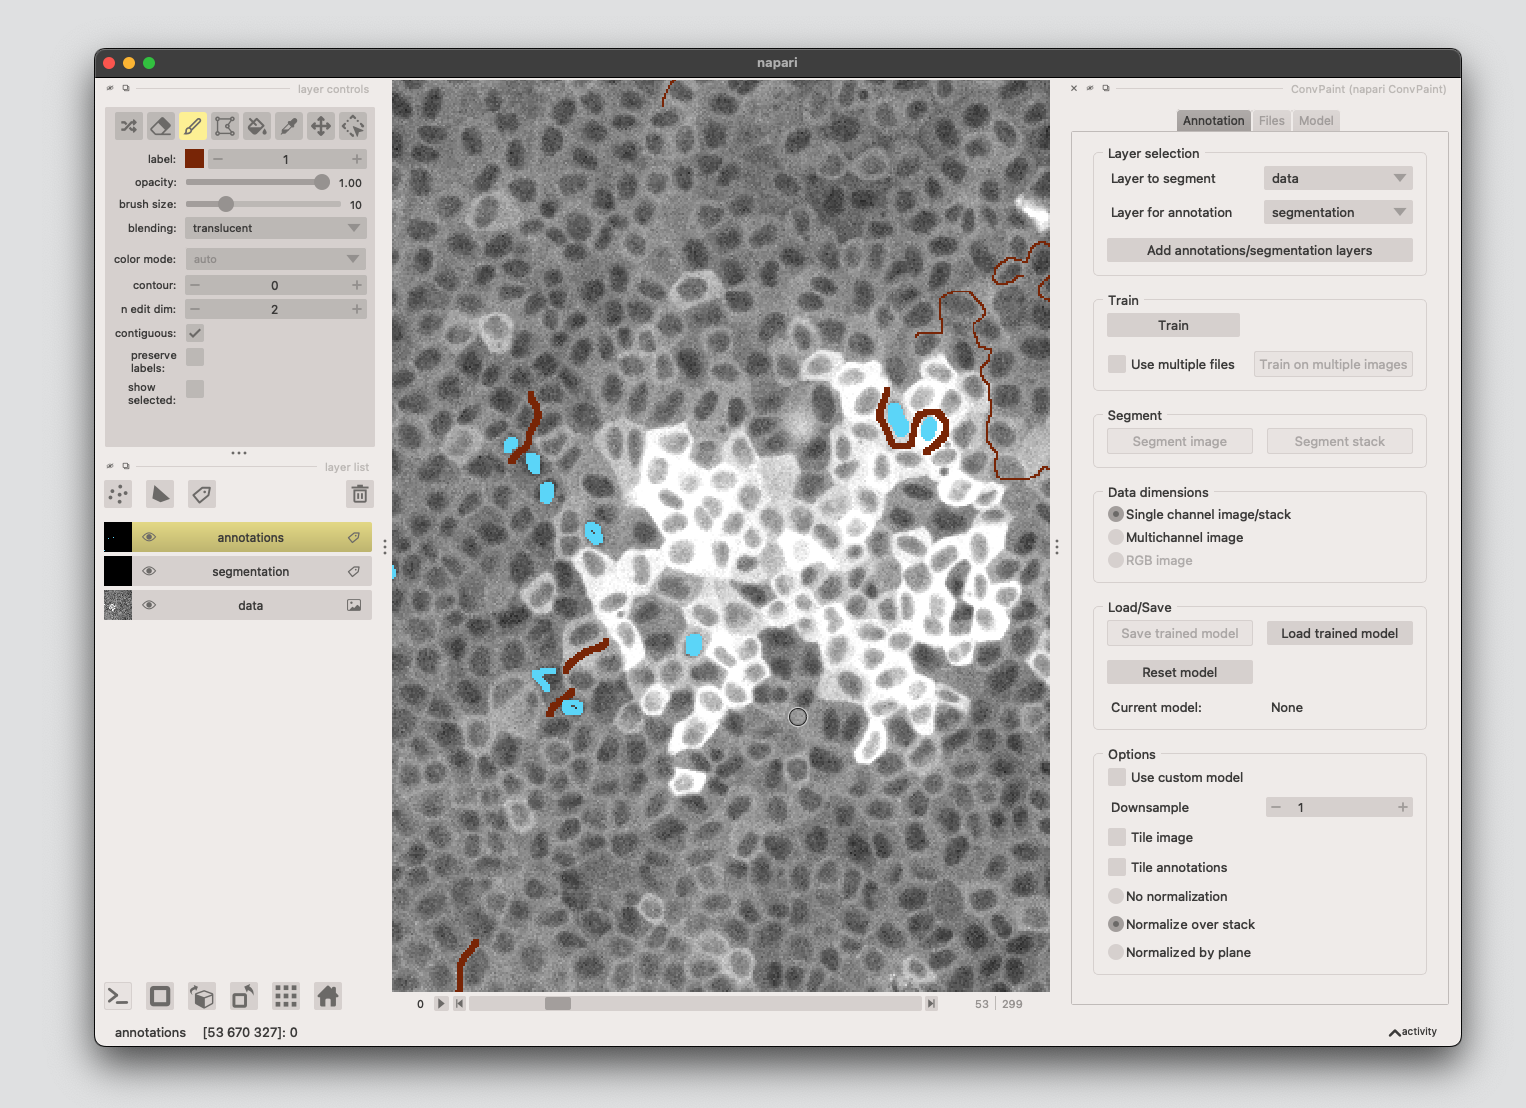 napari
layer controls
label:
1
opacity:
1.00
brush size:
10
blending:
translucent
color mode:
auto
contour:
0
n edit dim:
2
contiguous:
preserve
labels:
show
selected:
layer list
annotations
segmentation
data
0
53
299
annotations [53 670 327]: 0
ConvPaint (napari ConvPaint)
Annotation
Files
Model
Layer selection
Layer to segment
data
Layer for annotation
segmentation
Add annotations/segmentation layers
Train
Train
Use multiple files
Train on multiple images
Segment
Segment image
Segment stack
Data dimensions
Single channel image/stack
Multichannel image
RGB image
Load/Save
Save trained model
Load trained model
Reset model
Current model:
None
Options
Use custom model
Downsample
1
Tile image
Tile annotations
No normalization
Normalize over stack
Normalized by plane
activity